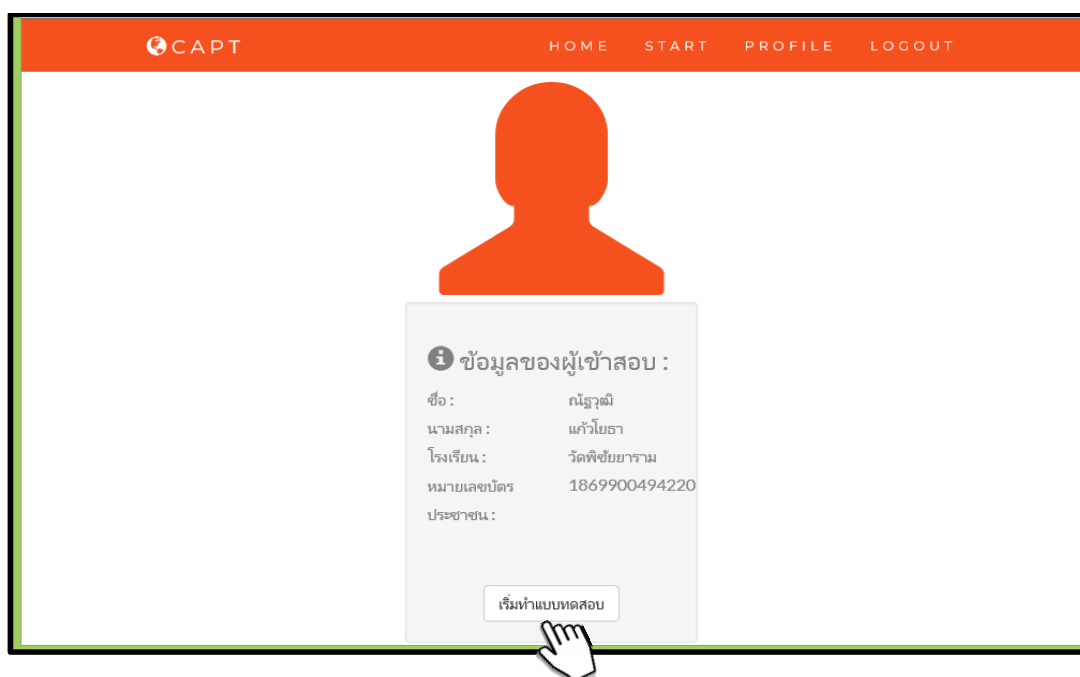 CAPT HOME START PROFILE LOGOUT
ข้อมูลของผู้เข้าสอบ :
ชื่อ : ณัฐวุฒิ
นามสกุล : แก้วโยธา
โรงเรียน : วัดพิชัยยาราม
หมายเลขบัตร 1869900494220
ประชาชน :
เริ่มทำแบบทดสอบ